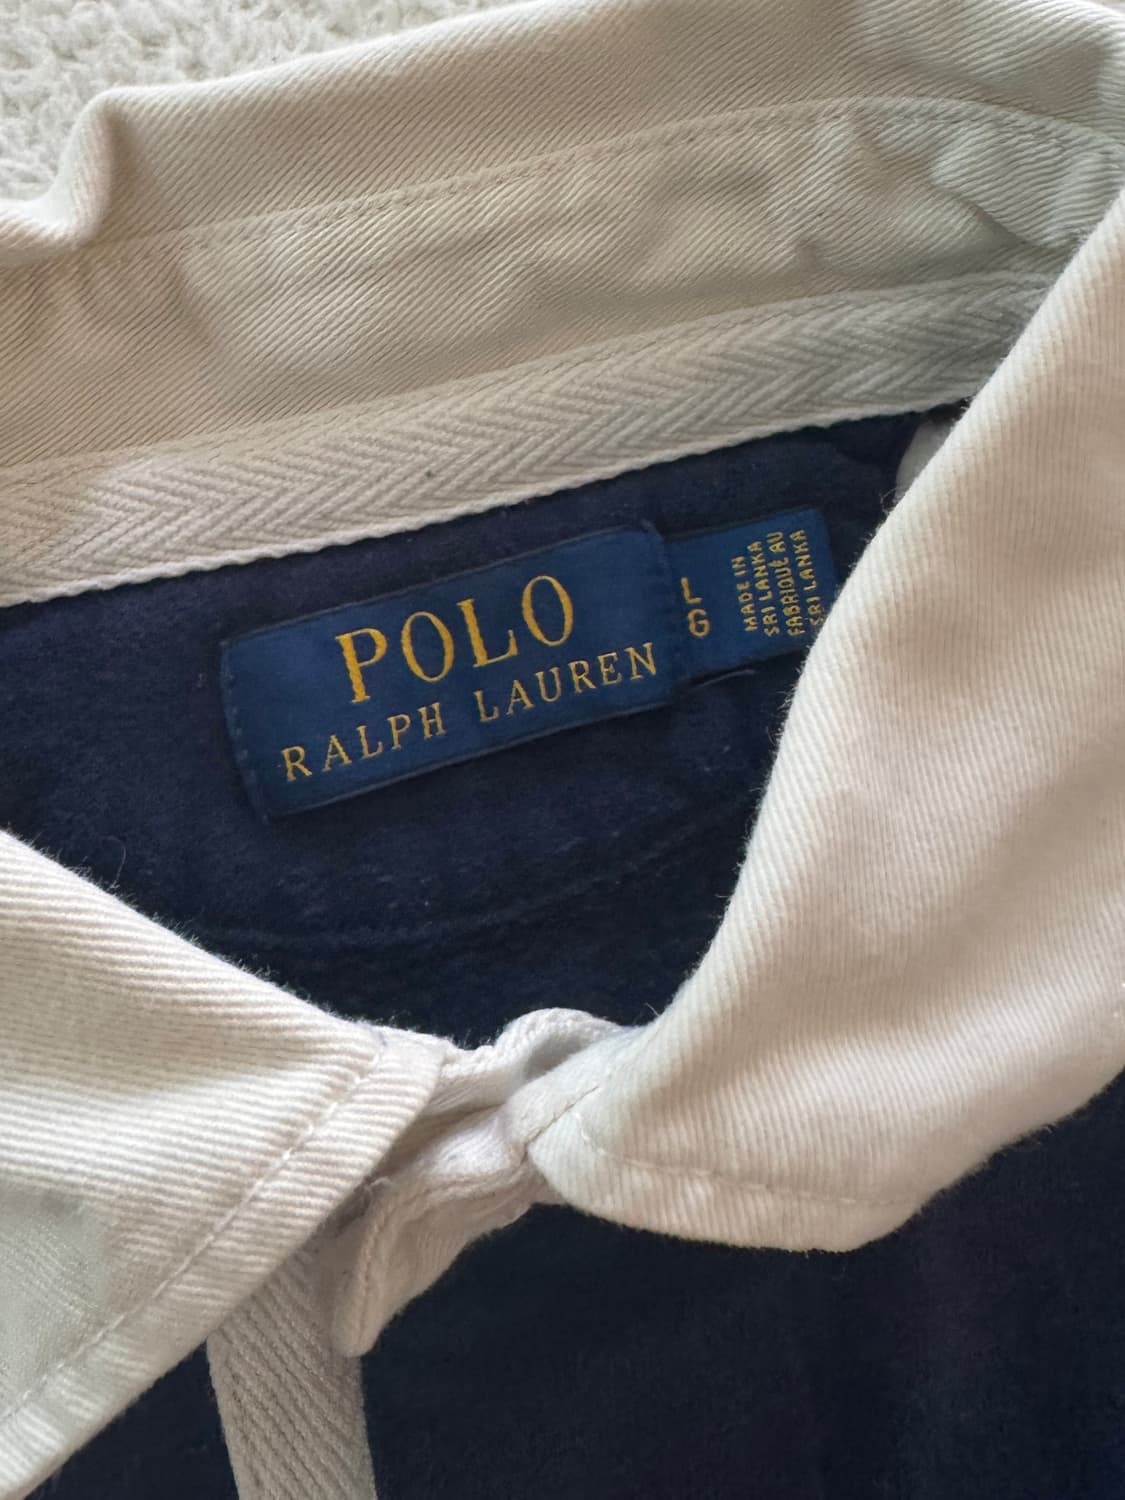 POLO
RALPH LAUREN
L
G
MADE IN
SRI LANKA
FABRIQUÉ AU
SRI LANKA